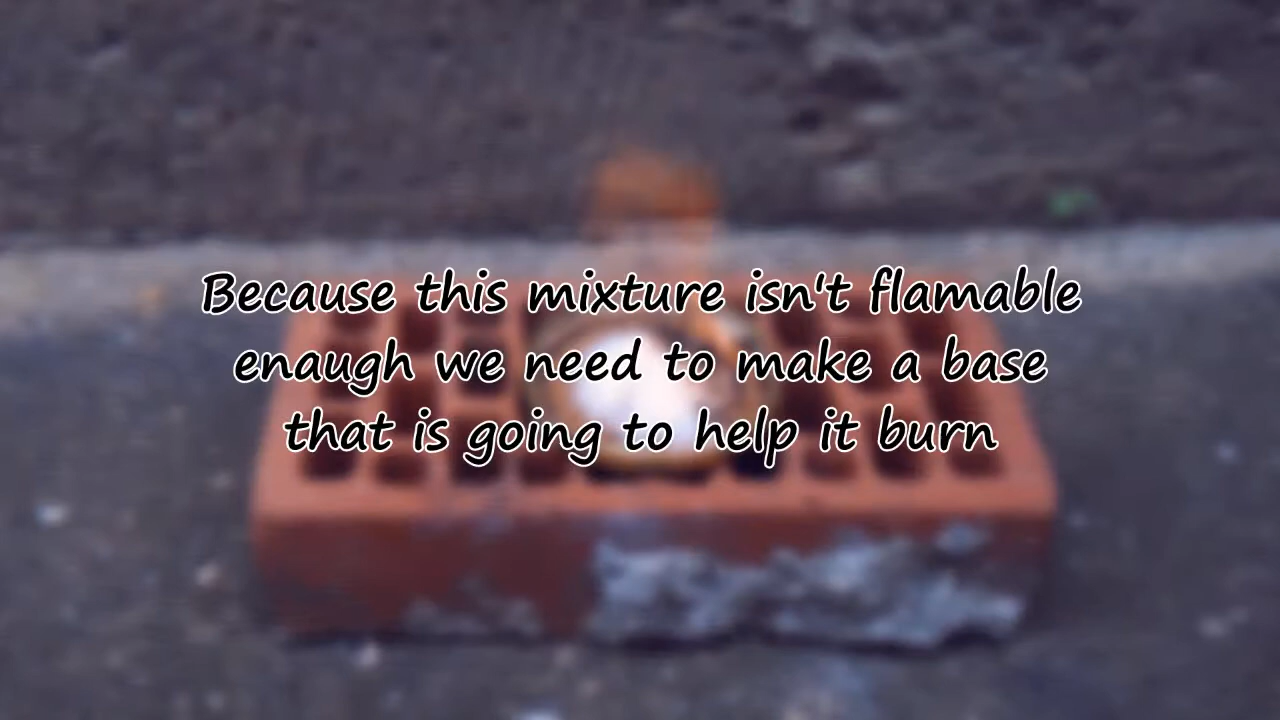 Because this mixture isn't flamable
enaugh we need to make a base
that is going to help it burn